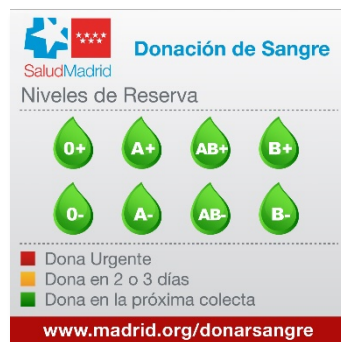 SaludMadrid
Donación de Sangre
Niveles de Reserva
0+ A+ AB+ B+
0- A- AB- B-
Dona Urgente
Dona en 2 o 3 días
Dona en la próxima colecta
www.madrid.org/donarsangre